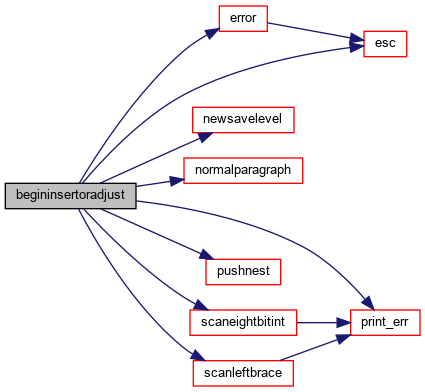 error
esc
newsavelevel
normalparagraph
begininsertoradjust
pushnest
scaneightbitint
print_err
scanleftbrace